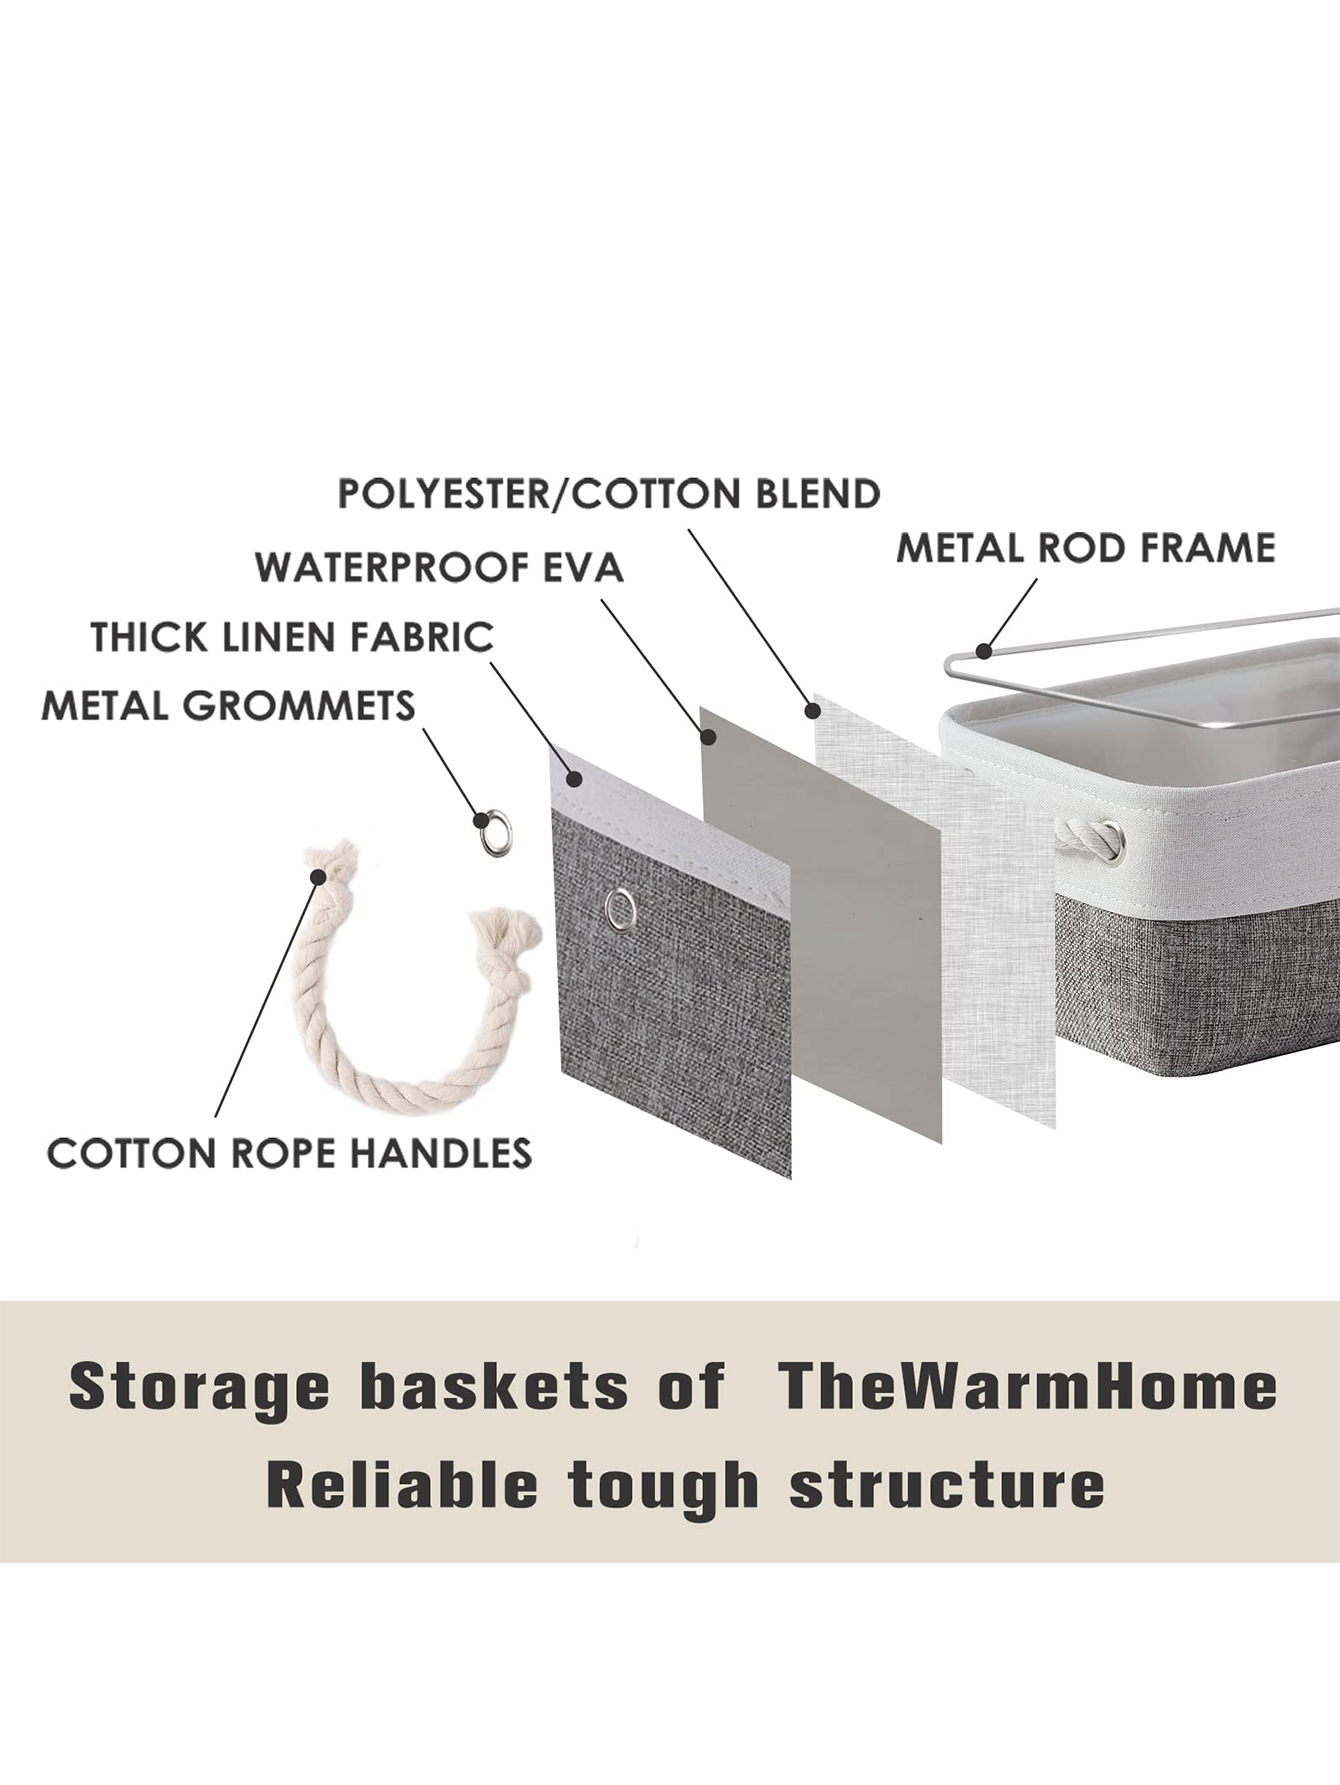 POLYESTER/COTTON BLEND
METAL ROD FRAME
WATERPROOF EVA
THICK LINEN FABRIC
METAL GROMMETS
COTTON ROPE HANDLES
Storage baskets of TheWarmHome
Reliable tough structure